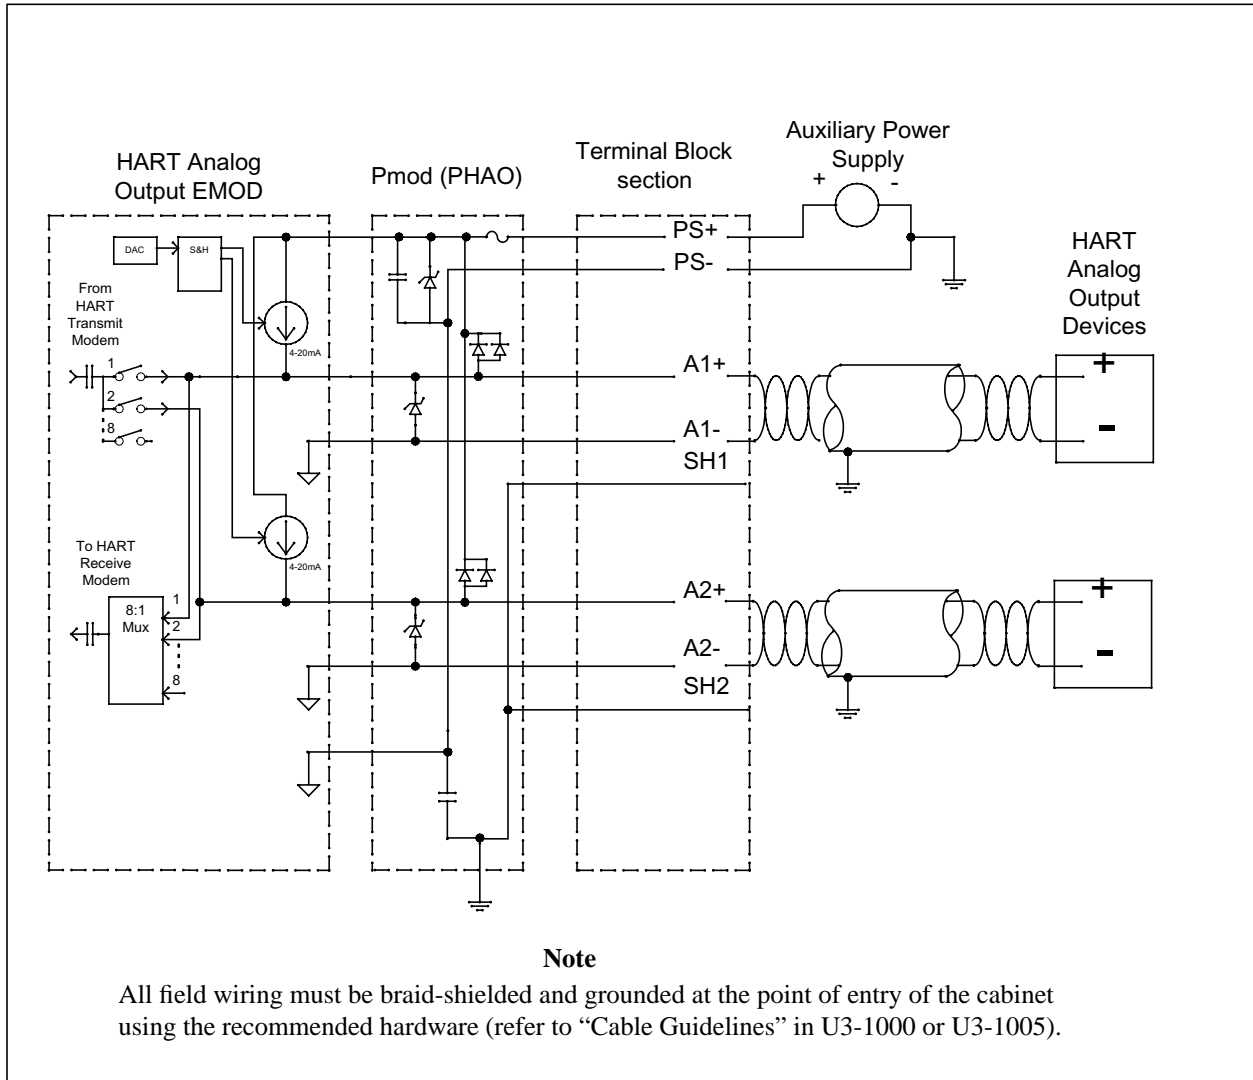 Auxiliary Power
Supply
+ -
HART Analog
Output EMOD
Pmod (PHAO)
Terminal Block
section
DAC
S&H
PS+
PS-
HART
Analog
Output
Devices
From
HART
Transmit
Modem
4-20mA
1
2
8
A1+
A1-
SH1
+
-
To HART
Receive
Modem
4-20mA
8:1
Mux
1
2
8
A2+
A2-
SH2
+
-
Note
All field wiring must be braid-shielded and grounded at the point of entry of the cabinet
using the recommended hardware (refer to “Cable Guidelines” in U3-1000 or U3-1005).